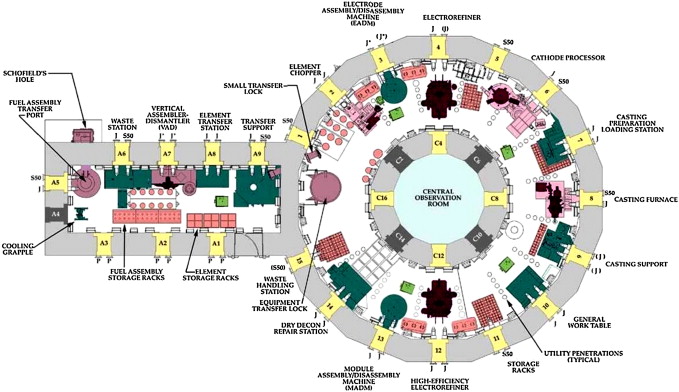 ELECTRODE
ASSEMBLY/DISASSEMBLY
MACHINE
(EADM)
ELECTROREFINER
J* (J*)
J (J)
S50
CATHODE PROCESSOR
3
4
5
ELEMENT
CHOPPER
J
S50
SMALL TRANSFER
LOCK
2
6
SCHOFIELD'S
HOLE
FUEL ASSEMBLY
TRANSFER
PORT
WASTE
STATION
J S50
VERTICAL
ASSEMBLER-
DISMANTLER
(VAD)
J J*
ELEMENT
TRANSFER
STATION
J J
TRANSFER
SUPPORT
J S50
S50
1
CASTING
PREPARATION
LOADING STATION
J
7
A6
A7
A8
A9
C4
C2
C6
S50
J
A5
A4
C16
CENTRAL
OBSERVATION
ROOM
C8
8
S50
J
CASTING FURNACE
COOLING
GRAPPLE
A3
A2
A1
C14
C10
C12
FUEL ASSEMBLY
STORAGE RACKS
ELEMENT
STORAGE RACKS
(S50)
15
9
(J)
(J)
CASTING SUPPORT
WASTE HANDLING
STATION
EQUIPMENT
TRANSFER LOCK
DRY DECON
REPAIR STATION
14
10
J
GENERAL
WORK TABLE
13
12
11
S50
UTILITY PENETRATIONS
(TYPICAL)
STORAGE
RACKS
J
J J
MODULE
ASSEMBLY/DISASSEMBLY
MACHINE
(MADM)
HIGH-EFFICIENCY
ELECTROREFINER